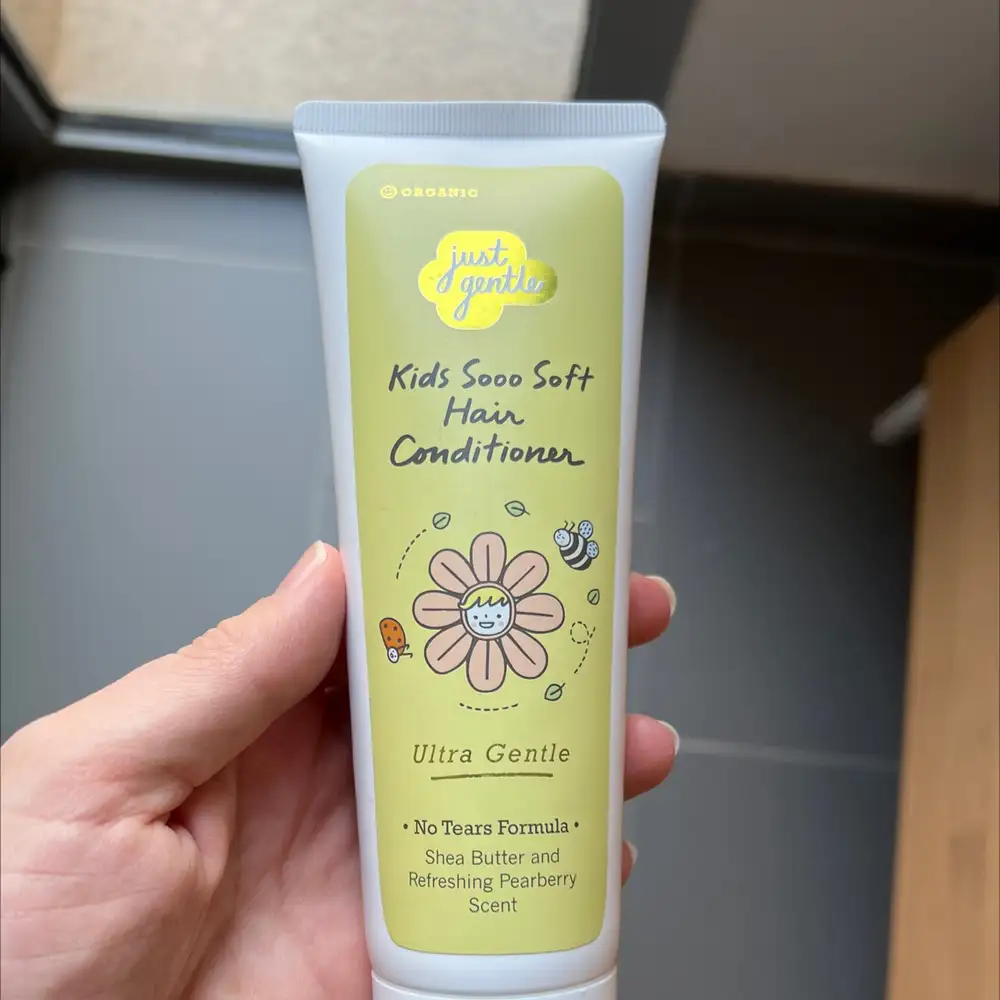 ORGANIC
just
gentle
Kids Sooo Soft
Hair
Conditioner
Ultra Gentle
• No Tears Formula •
Shea Butter and
Refreshing Pearberry
Scent